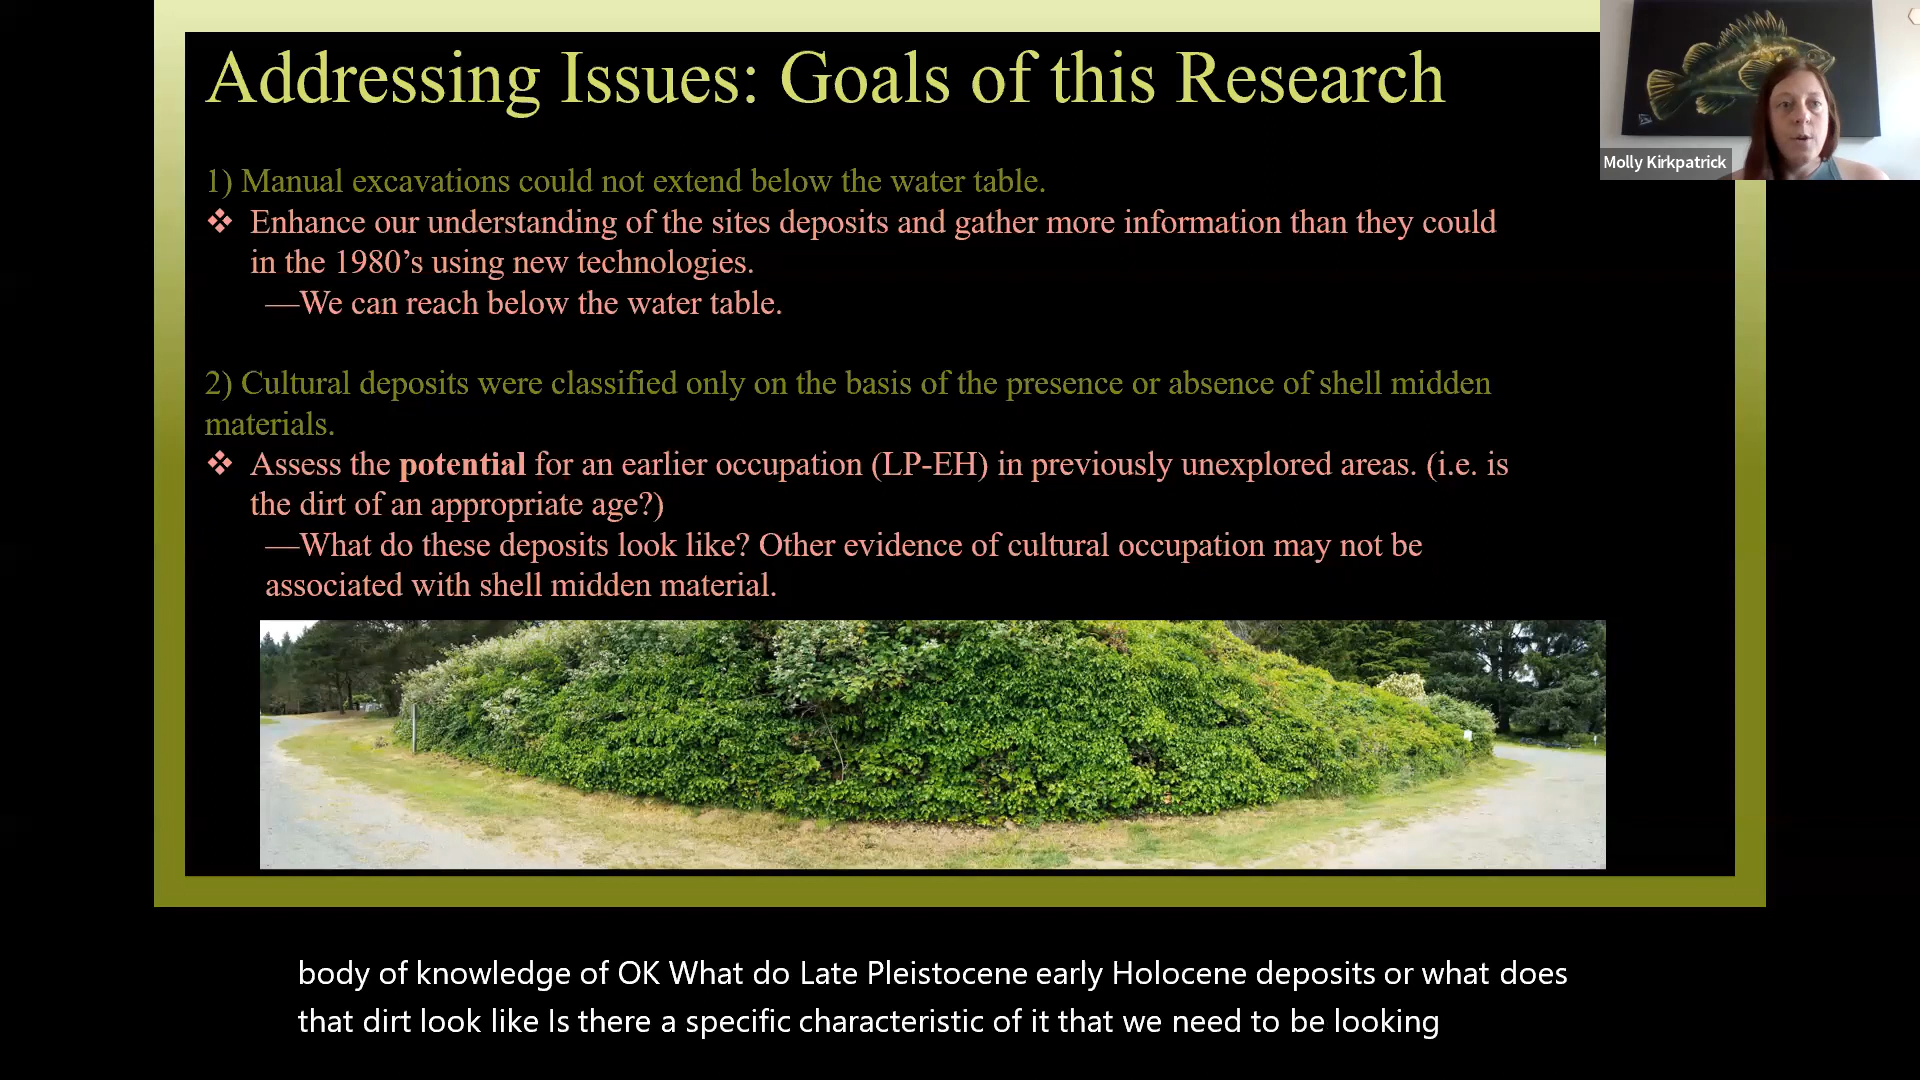 Addressing Issues: Goals of this Research
Molly Kirkpatrick
1) Manual excavations could not extend below the water table.
❖ Enhance our understanding of the sites deposits and gather more information than they could
in the 1980’s using new technologies.
—We can reach below the water table.
2) Cultural deposits were classified only on the basis of the presence or absence of shell midden
materials.
❖ Assess the potential for an earlier occupation (LP-EH) in previously unexplored areas. (i.e. is
the dirt of an appropriate age?)
—What do these deposits look like? Other evidence of cultural occupation may not be
associated with shell midden material.
body of knowledge of OK What do Late Pleistocene early Holocene deposits or what does
that dirt look like Is there a specific characteristic of it that we need to be looking